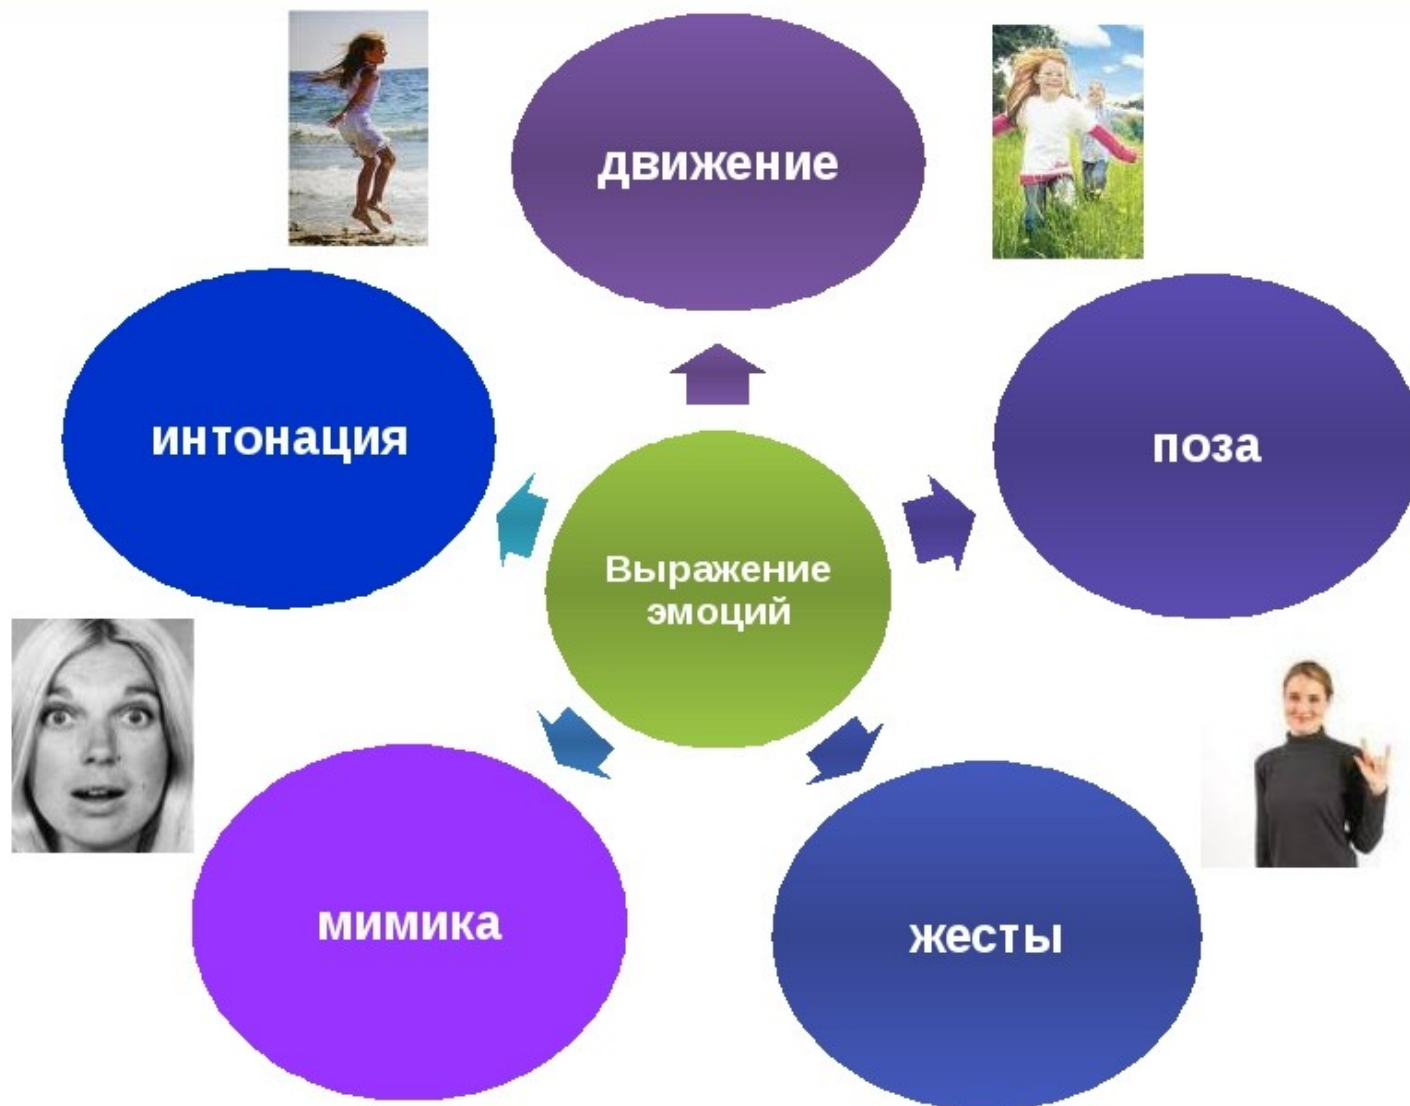 движение
интонация
поза
Выражение
эмоций
мимика
жесты